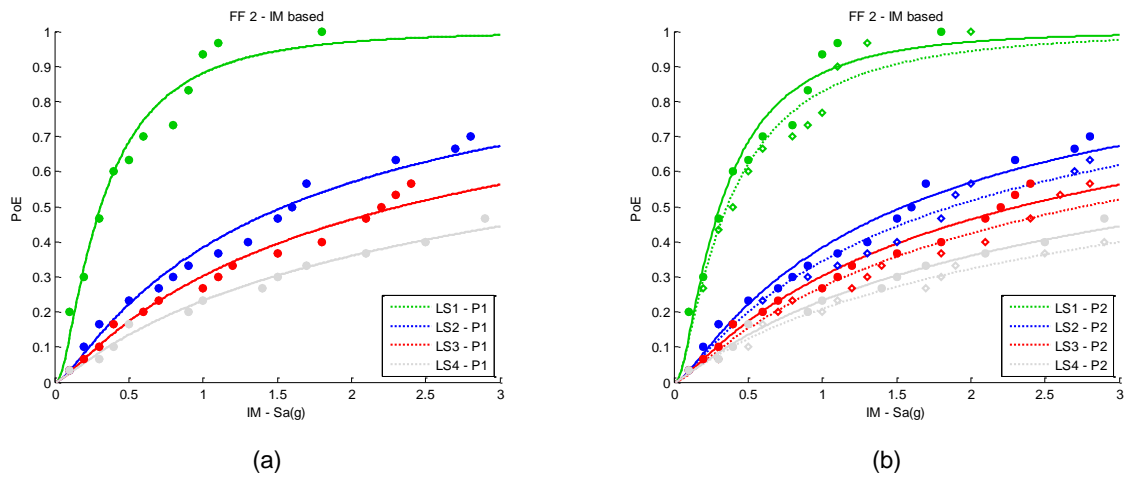 FF 2 - IM based
1
0.9
0.8
0.7
0.6
0.5
0.4
0.3
0.2
0.1
0
PoE
0 0.5 1 1.5 2 2.5 3
IM - Sa(g)
LS1 - P1
LS2 - P1
LS3 - P1
LS4 - P1
(a)
FF 2 - IM based
1
0.9
0.8
0.7
0.6
0.5
0.4
0.3
0.2
0.1
0
PoE
0 0.5 1 1.5 2 2.5 3
IM - Sa(g)
LS1 - P2
LS2 - P2
LS3 - P2
LS4 - P2
(b)